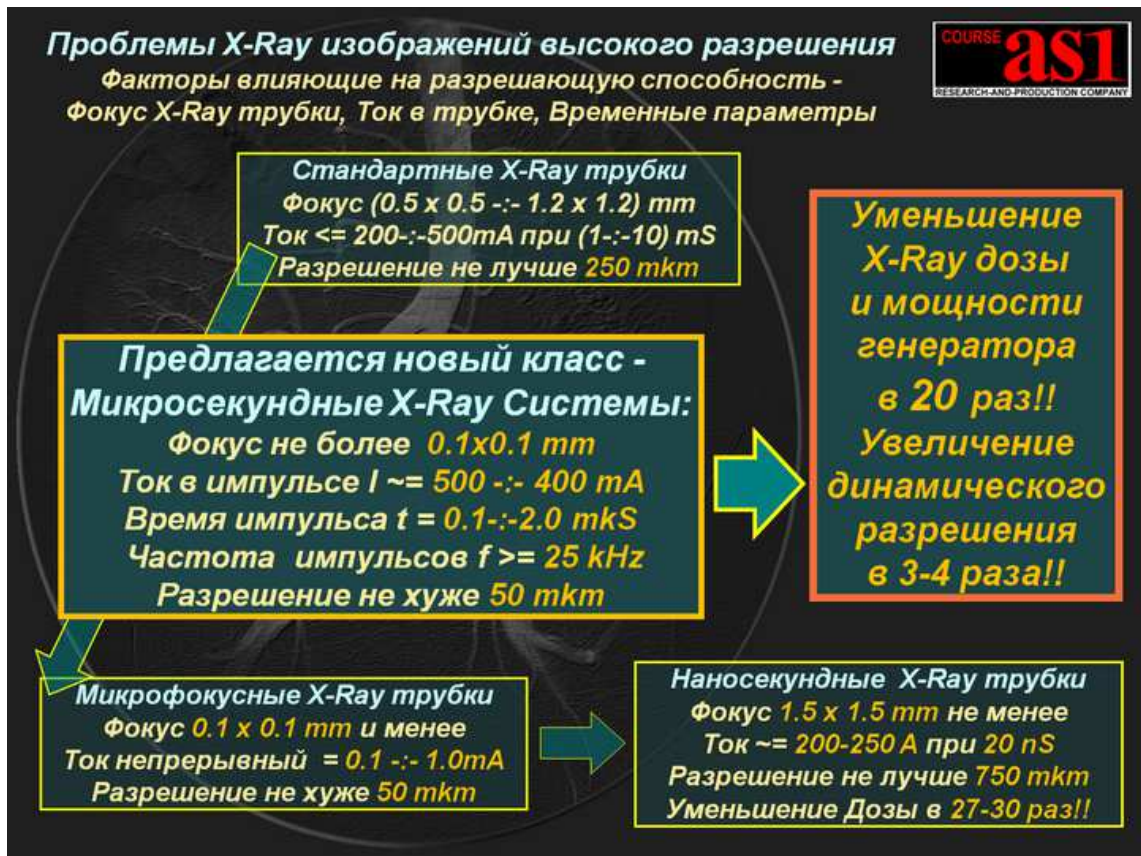 Проблемы X-Ray изображений высокого разрешения
Факторы влияющие на разрешающую способность -
Фокус X-Ray трубки, Ток в трубке, Временные параметры
COURSE
as1
RESEARCH-AND-PRODUCTION COMPANY
Стандартные X-Ray трубки
Фокус (0.5 x 0.5 -:- 1.2 x 1.2) mm
Ток <= 200-:-500mA при (1-:-10) mS
Разрешение не лучше 250 mkm
Предлагается новый класс -
Микросекундные X-Ray Системы:
Фокус не более 0.1x0.1 mm
Ток в импульсе I ~= 500 -:- 400 mA
Время импульса t = 0.1-:-2.0 mkS
Частота импульсов f >= 25 kHz
Разрешение не хуже 50 mkm
Уменьшение
X-Ray дозы
и мощности
генератора
в 20 раз!!
Увеличение
динамического
разрешения
в 3-4 раза!!
Микрофокусные X-Ray трубки
Фокус 0.1 x 0.1 mm и менее
Ток непрерывный = 0.1 -:- 1.0mA
Разрешение не хуже 50 mkm
Наносекундные X-Ray трубки
Фокус 1.5 x 1.5 mm не менее
Ток ~= 200-250 A при 20 nS
Разрешение не лучше 750 mkm
Уменьшение Дозы в 27-30 раз!!